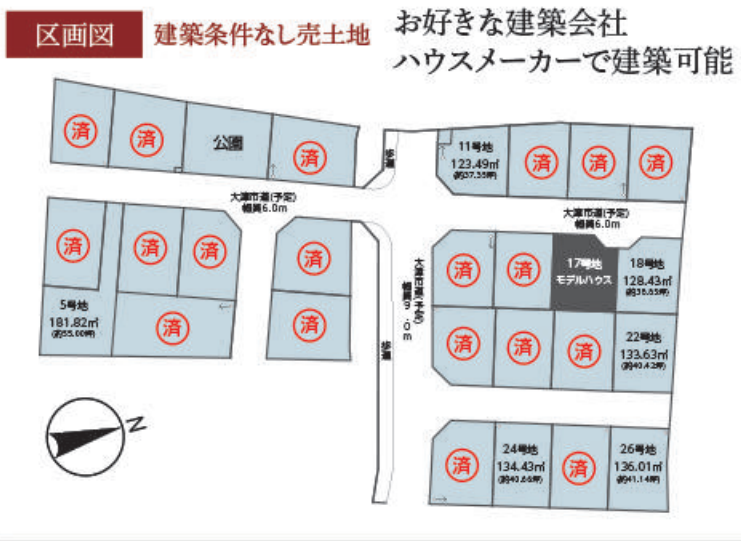 区画図
建築条件なし売土地
お好きな建築会社
ハウスメーカーで建築可能
済
済
公園
済
歩道
11号地
123.49㎡
(約37.35坪)
済
済
済
大津市道(予定)
幅員6.0m
大津市道(予定)
幅員6.0m
済
済
済
済
5号地
181.82㎡
(約55.00坪)
済
済
大津市道(予定)
幅員9.0m
歩道
済
済
17号地
モデルハウス
18号地
128.43㎡
(約38.85坪)
済
済
済
22号地
133.63㎡
(約40.42坪)
済
24号地
134.43㎡
(約40.66坪)
済
26号地
136.01㎡
(約41.14坪)
N